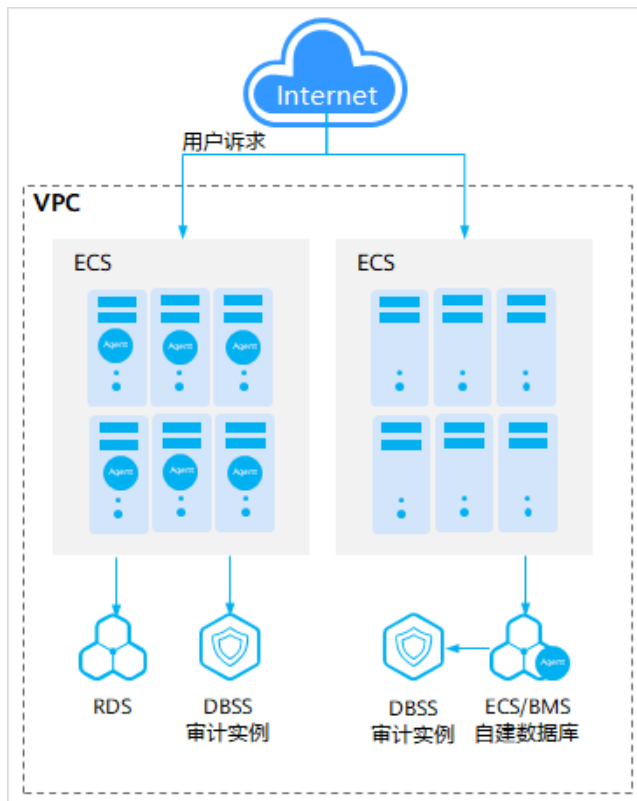 Internet
用户诉求
VPC
ECS
ECS
Agent
Agent
Agent
Agent
Agent
Agent
Agent
RDS
DBSS
审计实例
DBSS
审计实例
ECS/BMS
自建数据库